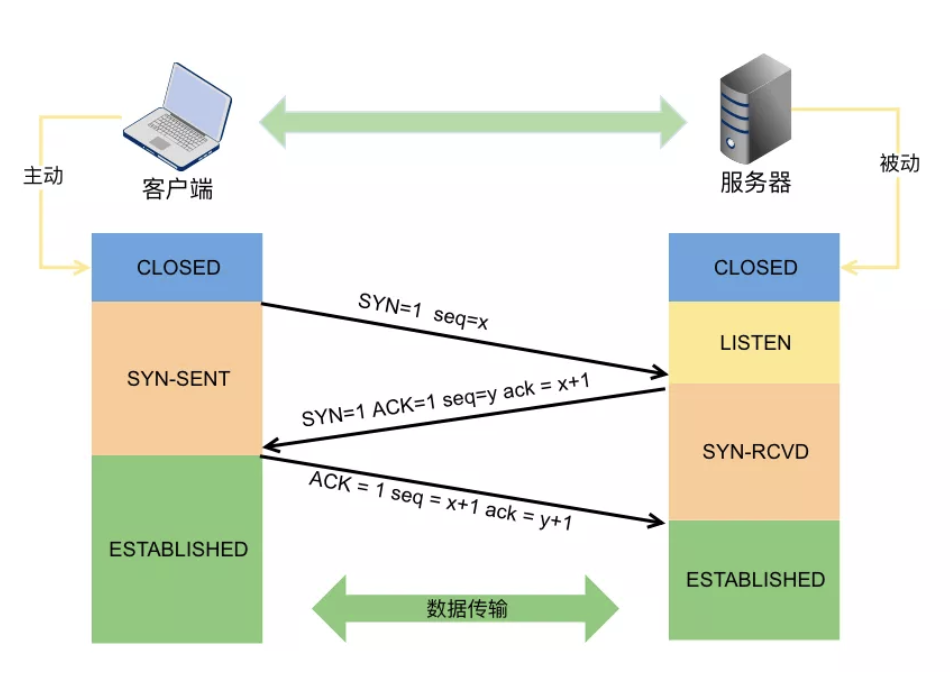 主动
客户端
服务器
被动
CLOSED
CLOSED
SYN=1 seq=x
LISTEN
SYN-SENT
SYN=1 ACK=1 seq=y ack = x+1
SYN-RCVD
ACK = 1 seq = x+1 ack = y+1
ESTABLISHED
ESTABLISHED
数据传输